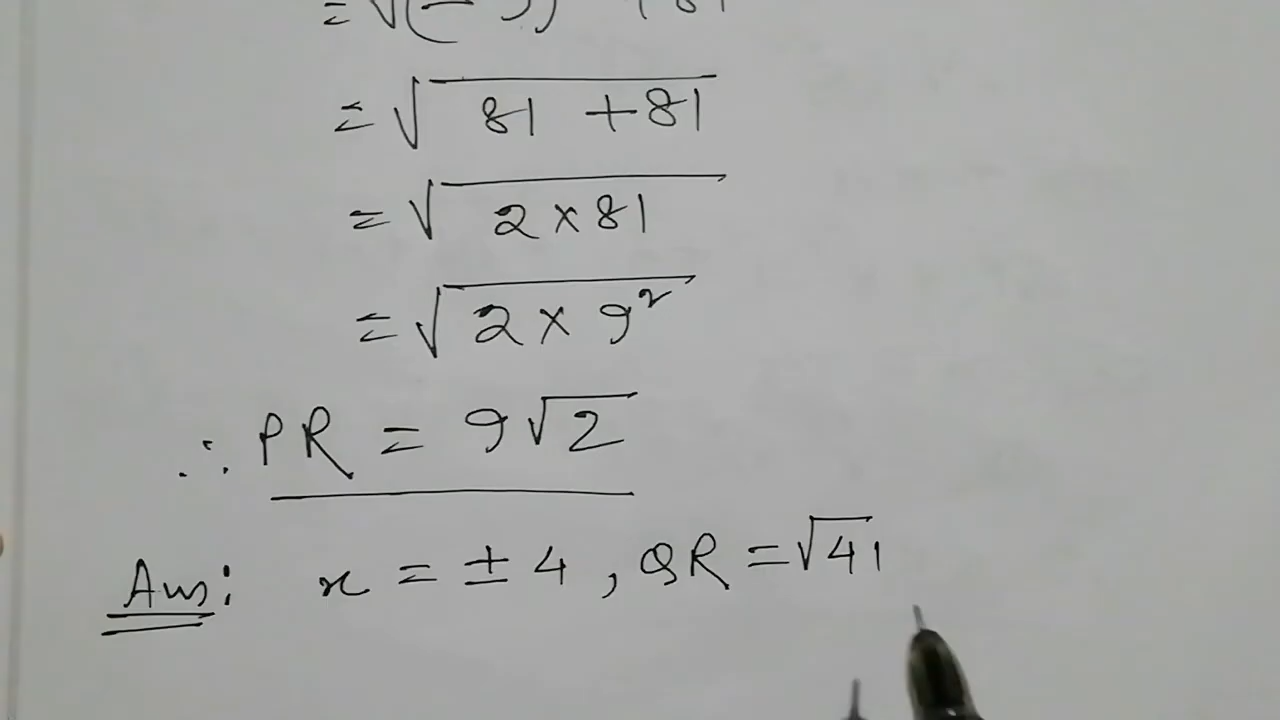 = √81 + 81
= √2 × 81
= √2 × 9²
∴ PR = 9√2
Ans: x = ± 4, QR = √41